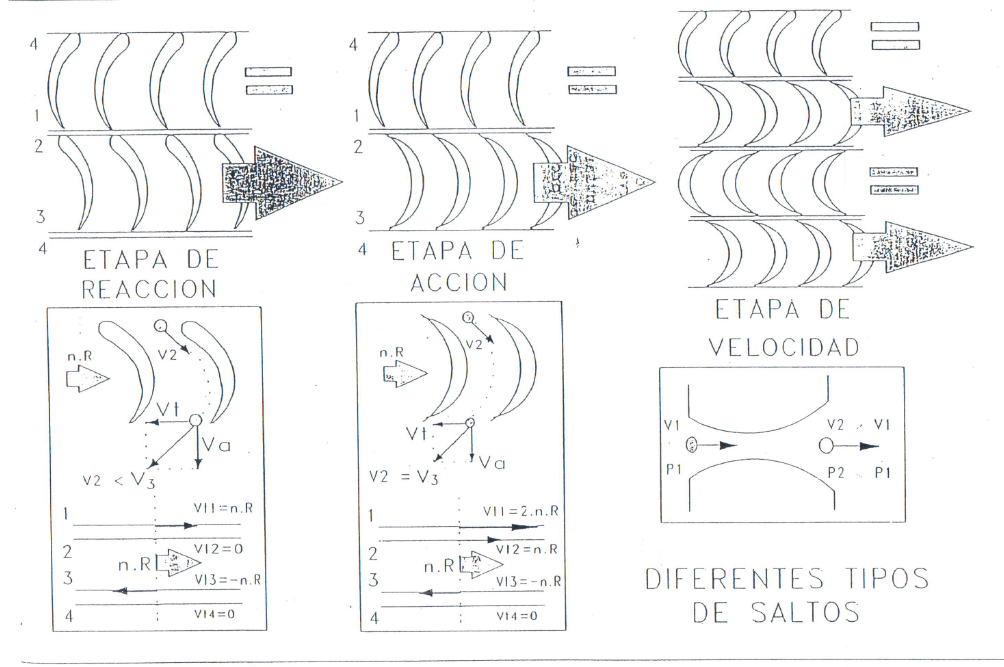 4
1
2
3
4
ETAPA DE
REACCION
4
1
2
3
4
ETAPA DE
ACCION
ETAPA DE
VELOCIDAD
n.R
V2
Vt
Va
V2 < V3
1
Vt1=n.R
2
Vt2=0
n.R
3
Vt3=-n.R
4
Vt4=0
n.R
V2
Vt
Va
V2 = V3
1
Vt1=2.n.R
2
Vt2=n.R
n.R
3
Vt3=-n.R
4
Vt4=0
V1
V2 > V1
P1
P2 P1
DIFERENTES TIPOS
DE SALTOS